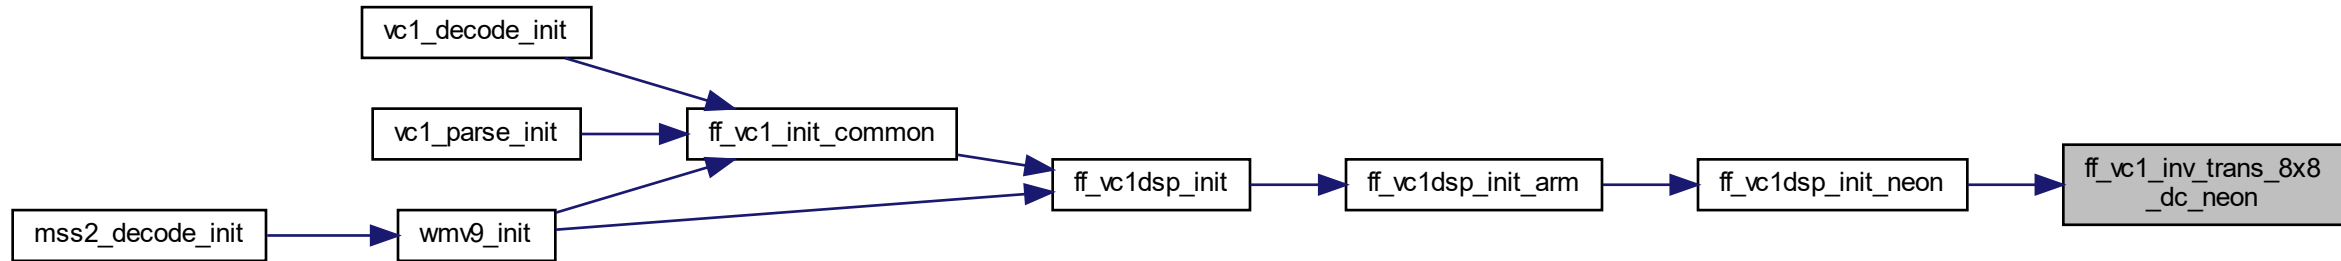 vc1_decode_init
vc1_parse_init
ff_vc1_init_common
mss2_decode_init
wmv9_init
ff_vc1dsp_init
ff_vc1dsp_init_arm
ff_vc1dsp_init_neon
ff_vc1_inv_trans_8x8
_dc_neon